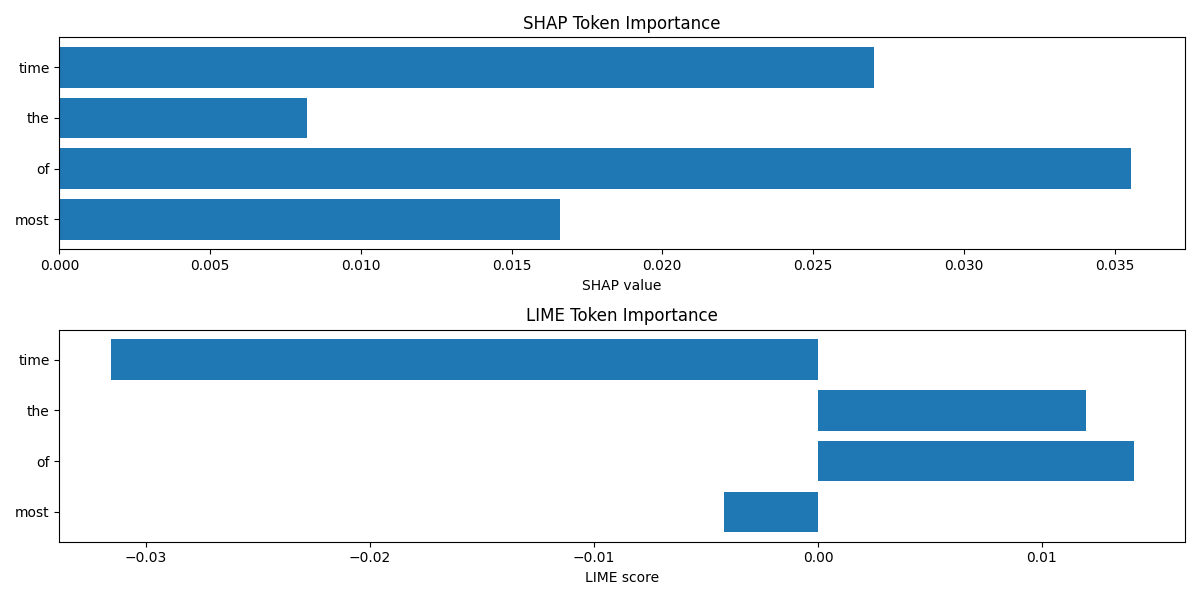 SHAP Token Importance
time
the
of
most
0.000 0.005 0.010 0.015 0.020 0.025 0.030 0.035
SHAP value
LIME Token Importance
time
the
of
most
−0.03 −0.02 −0.01 0.00 0.01
LIME score